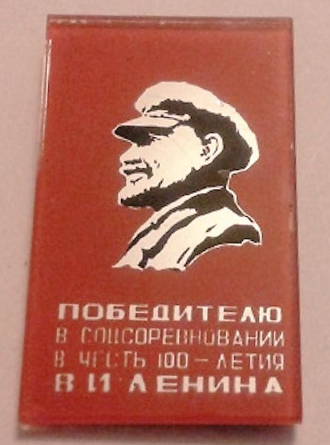 ПОБЕДИТЕЛЮ
В СОЦСОРЕВНОВАНИИ
В ЧЕСТЬ 100 - ЛЕТИЯ
В И ЛЕНИНА